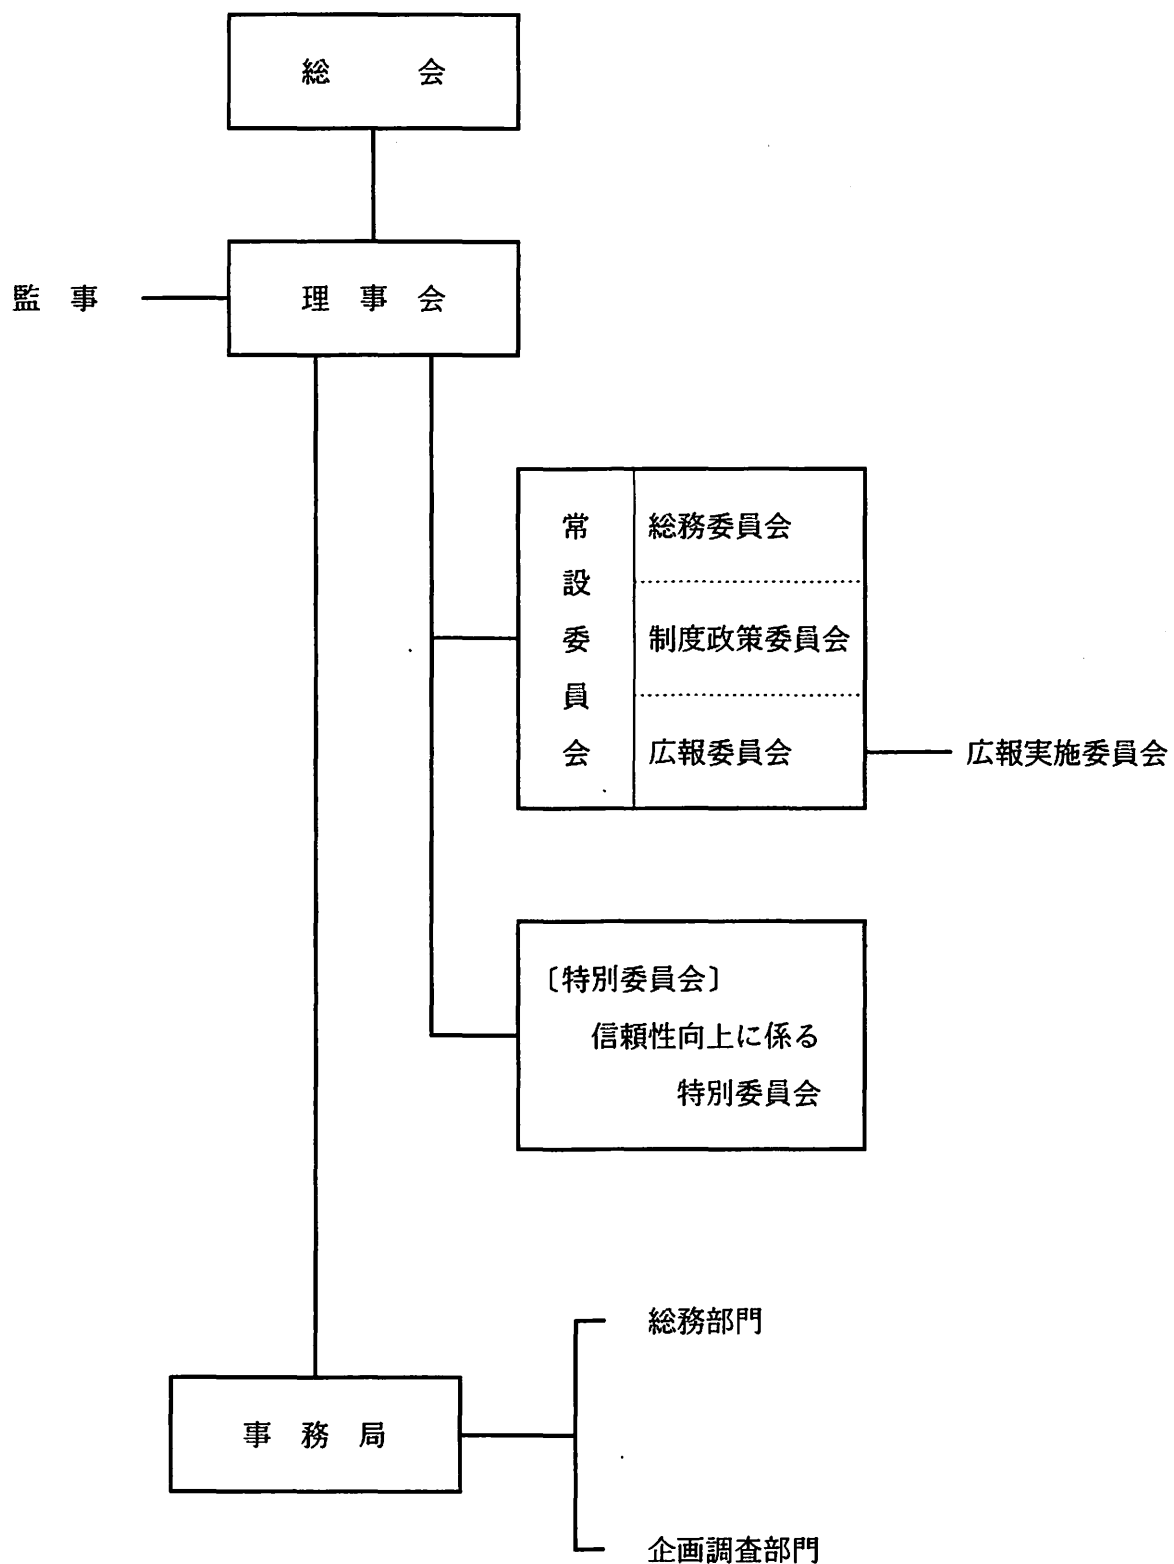 総会
監事
理事会
常設委員会
総務委員会
制度政策委員会
広報委員会
広報実施委員会
〔特別委員会〕
信頼性向上に係る
特別委員会
総務部門
事務局
企画調査部門